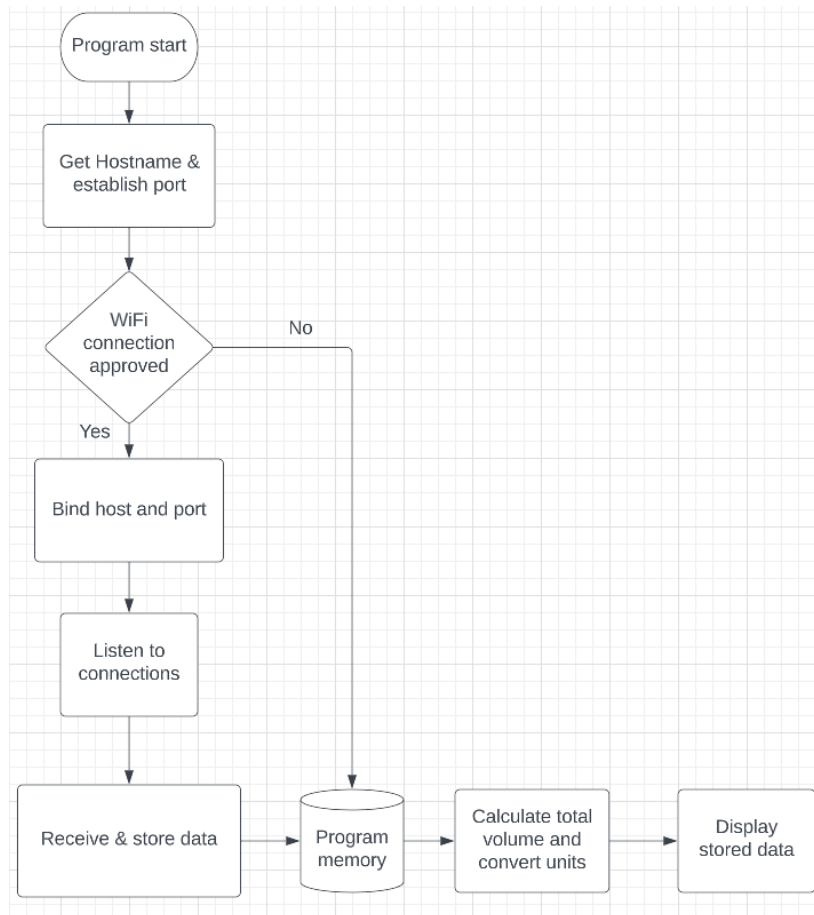 Program start
Get Hostname &
establish port
WiFi
connection
approved
No
Yes
Bind host and port
Listen to
connections
Receive & store data
Program
memory
Calculate total
volume and
convert units
Display
stored data